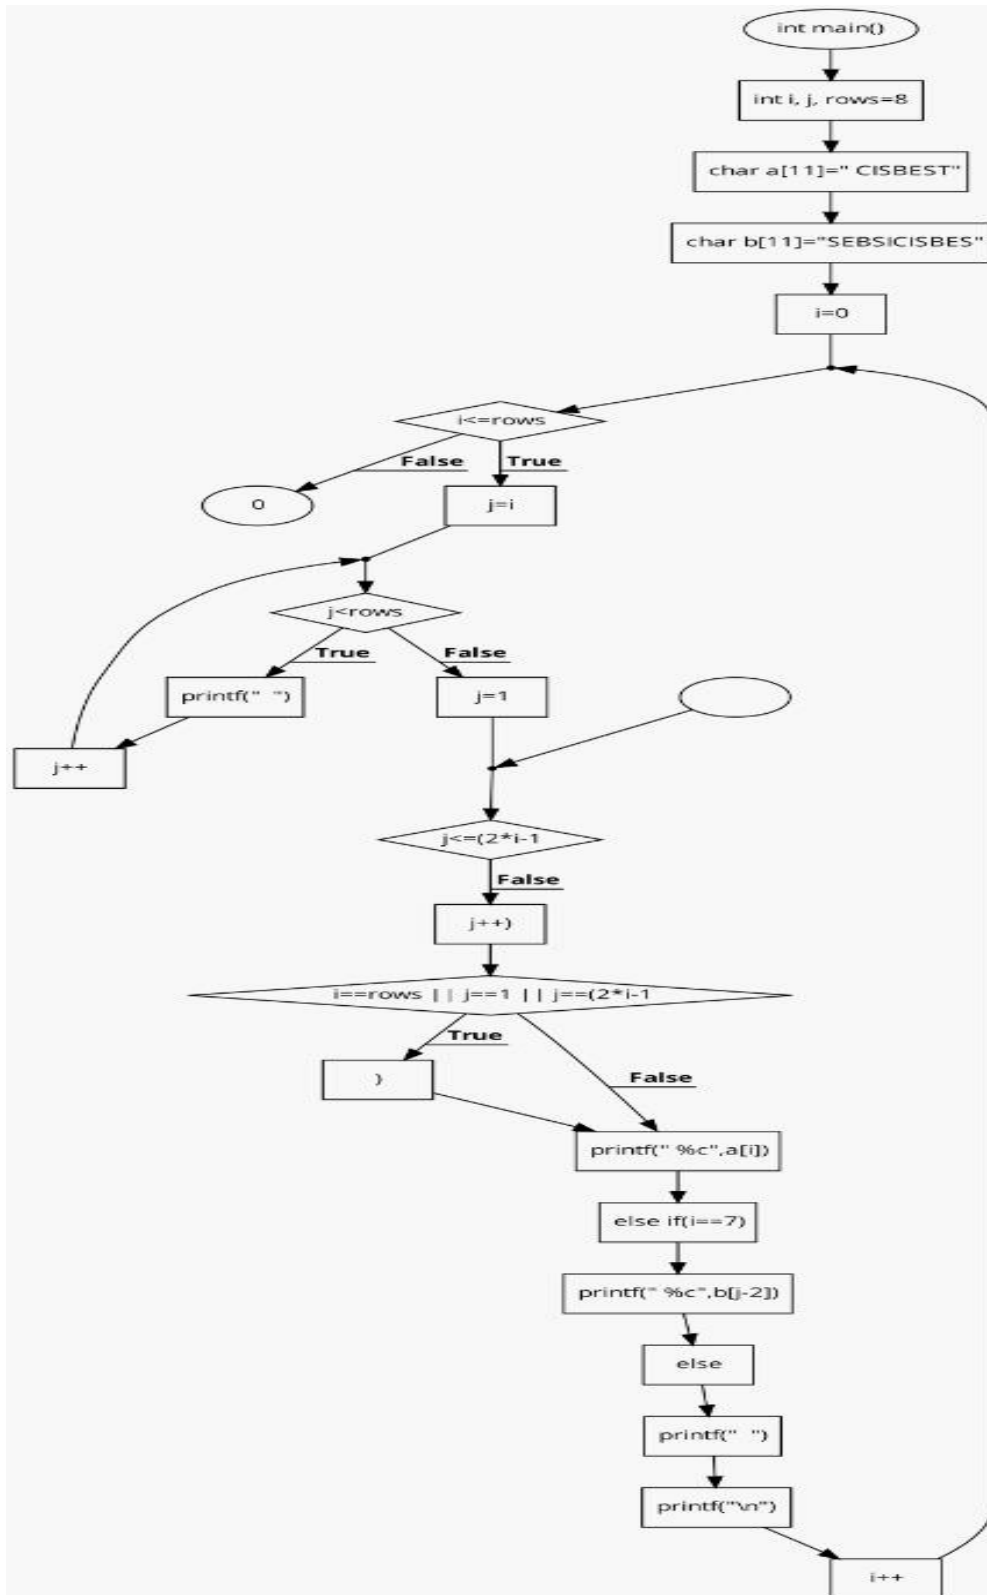 int main()
int i, j, rows=8
char a[11]=" CISBEST"
char b[11]="SEBSICISBES"
i=0
i<=rows
False
True
0
j=i
j<rows
True
False
printf("  ")
j=1
j++
j<=(2*i-1
False
j++)
i==rows || j==1 || j==(2*i-1
True
)
False
printf(" %c",a[i])
else if(i==7)
printf(" %c",b[j-2])
else
printf("  ")
printf("\n")
i++